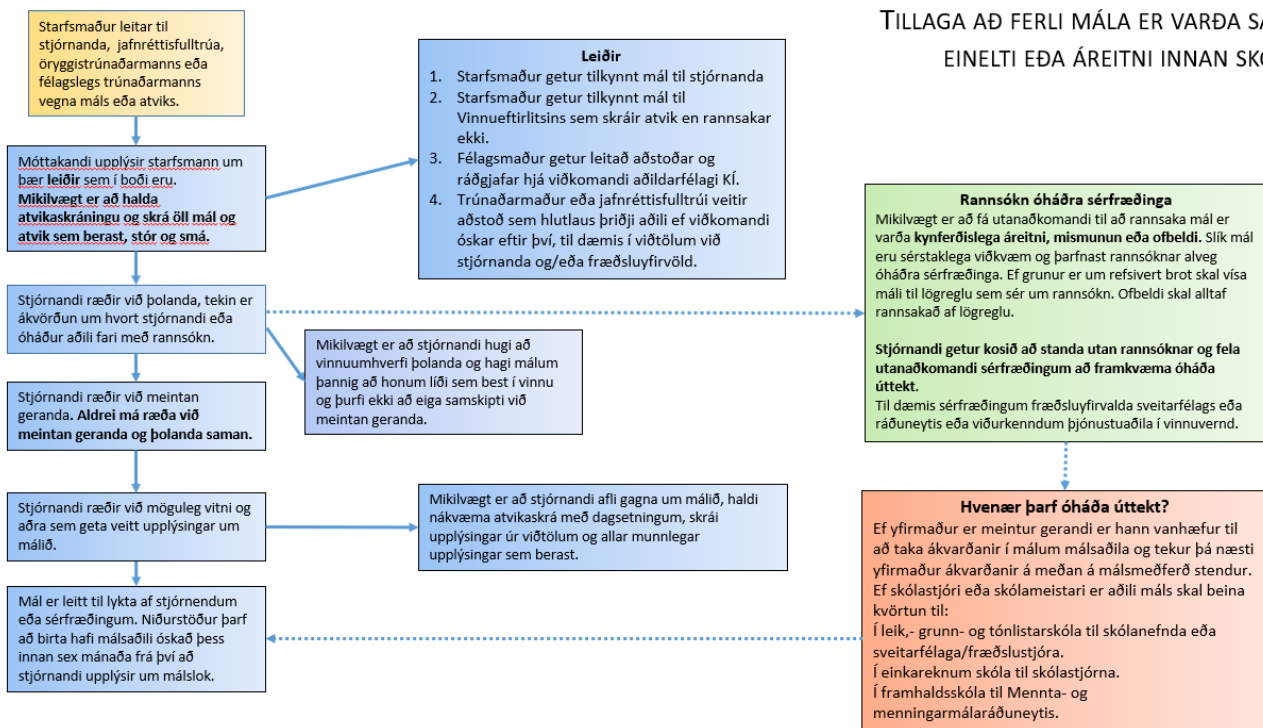 TILLAGA AÐ FERLI MÁLA ER VARÐA
EINELTI EÐA ÁREITNI INNAN
Starfsmaður leitar til
stjórnanda, jafnréttisfulltrúa,
öryggistrúnaðarmanns eða
félagslegs trúnaðarmanns
vegna máls eða atviks.
Móttakandi upplýsir starfsmann um
þær leiðir sem í boði eru.
Mikilvægt er að halda
atvikaskráningu og skrá öll mál og
atvik sem berast, stór og smá.
Leiðir
1. Starfsmaður getur tilkynnt mál til stjórnanda
2. Starfsmaður getur tilkynnt mál til
Vinnueftirlitsins sem skráir atvik en rannsakar
ekki.
3. Félagsmaður getur leitað aðstoðar og
ráðgjafar hjá viðkomandi aðildarfélagi KÍ.
4. Trúnaðarmaður eða jafnréttisfulltrúi veitir
aðstoð sem hlutlaus þriðji aðili ef viðkomandi
óskar eftir því, til dæmis í viðtölum við
stjórnanda og/eða fræðsluyfirvöld.
Stjórnandi ræðir við þolanda, tekin er
ákvörðun um hvort stjórnandi eða
óháður aðili fari með rannsókn.
Mikilvægt er að stjórnandi hugi að
vinnuumhverfi þolanda og hagi málum
þannig að honum líði sem best í vinnu
og þurfi ekki að eiga samskipti við
meintan geranda.
Stjórnandi ræðir við meintan
geranda. Aldrei má ræða við
meintan geranda og þolanda saman.
Stjórnandi ræðir við möguleg vitni og
aðra sem geta veitt upplýsingar um
málið.
Mikilvægt er að stjórnandi afli gagna um málið, haldi
nákvæma atvikaskrá með dagsetningum, skrái
upplýsingar úr viðtölum og allar munnlegar
upplýsingar sem berast.
Mál er leitt til lykta af stjórnendum
eða sérfræðingum. Niðurstöður þarf
að birta hafi málsaðili óskað þess
innan sex mánaða frá því að
stjórnandi upplýsir um málslok.
Rannsókn óháðra sérfræðinga
Mikilvægt er að fá utanaðkomandi til að rannsaka mál er
varða kynferðislega áreitni, mismunun eða ofbeldi. Slík mál
eru sérstaklega viðkvæm og þarfnast rannsóknar alveg
óháðra sérfræðinga. Ef grunur er um refsivert brot skal vísa
máli til lögreglu sem sér um rannsókn. Ofbeldi skal alltaf
rannsakað af lögreglu.
Stjórnandi getur kosið að standa utan rannsóknar og fela
utanaðkomandi sérfræðingum að framkvæma óháða
úttekt.
Til dæmis sérfræðingum fræðsluyfirvalda sveitarfélags eða
ráðuneytis eða viðurkenndum þjónustuaðila í vinnuvernd.
Hvenær þarf óháða úttekt?
Ef yfirmaður er meintur gerandi er hann vanhæfur til
að taka ákvarðanir í málum málsaðila og tekur þá næsti
yfirmaður ákvarðanir á meðan á málsmeðferð stendur.
Ef skólastjóri eða skólameistari er aðili máls skal beina
kvörtun til:
Í leik,- grunn- og tónlistarskóla til skólanefnda eða
sveitarfélaga/fræðslustjóra.
Í einkareknum skóla til skólastjórna.
Í framhaldsskóla til Mennta- og
menningarmálaráðuneytis.